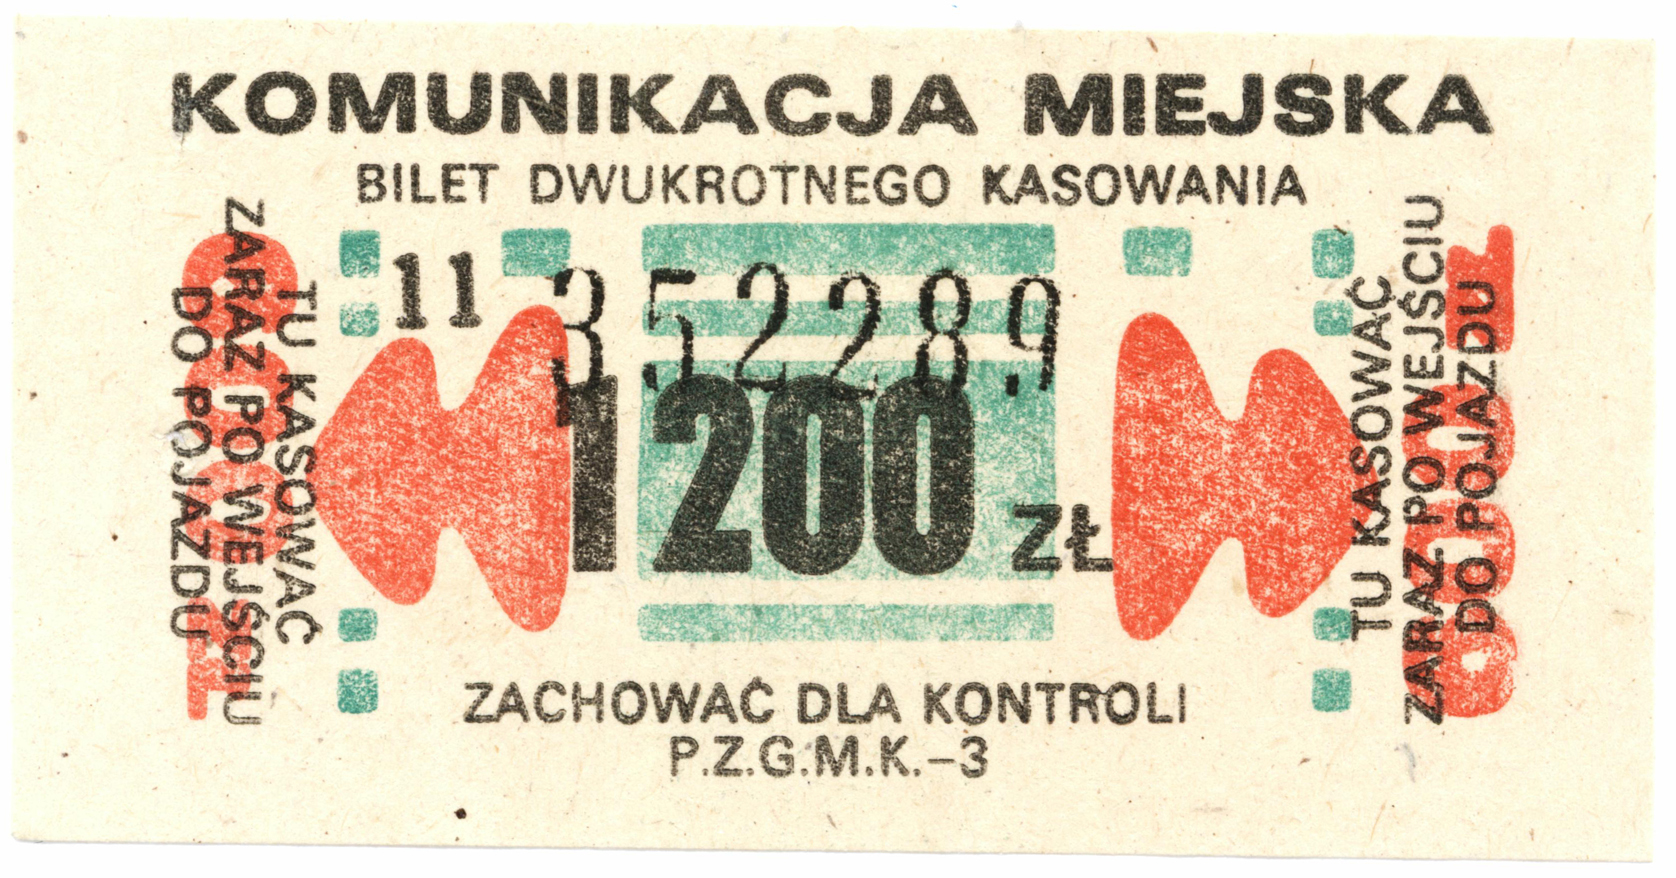 KOMUNIKACJA MIEJSKA
BILET DWUKROTNEGO KASOWANIA
TU KASOWAĆ
ZARAZ PO WEJŚCIU
DO POJAZDU
11 352289
1200 ZŁ
TU KASOWAĆ
ZARAZ PO WEJŚCIU
DO POJAZDU
ZACHOWAĆ DLA KONTROLI
P.Z.G.M.K.–3